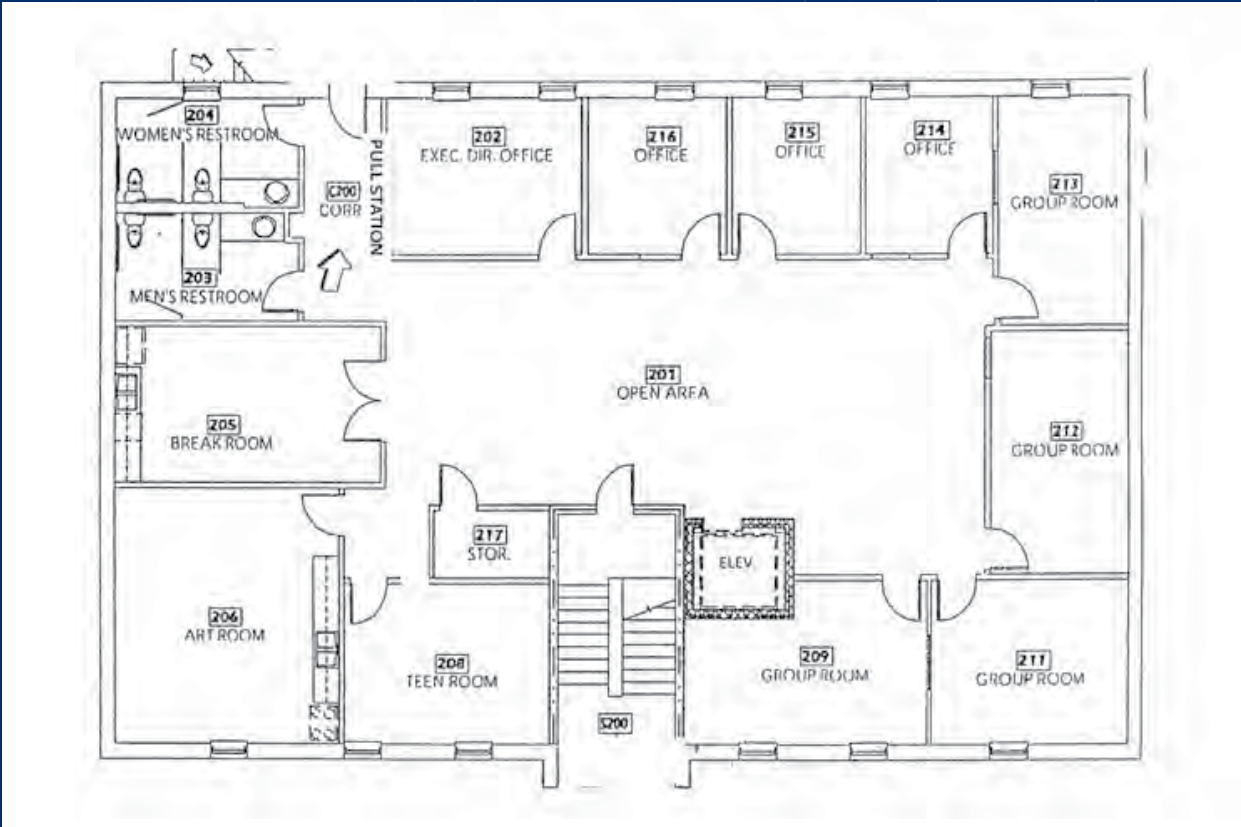 204
WOMEN'S RESTROOM
202
EXEC. DIR. OFFICE
216
OFFICE
215
OFFICE
214
OFFICE
213
GROUP ROOM
C200
CORR
PULL STATION
203
MEN'S RESTROOM
201
OPEN AREA
205
BREAK ROOM
212
GROUP ROOM
217
STOR.
ELEV.
206
ART ROOM
208
TEEN ROOM
209
GROUP ROOM
211
GROUP ROOM
S200